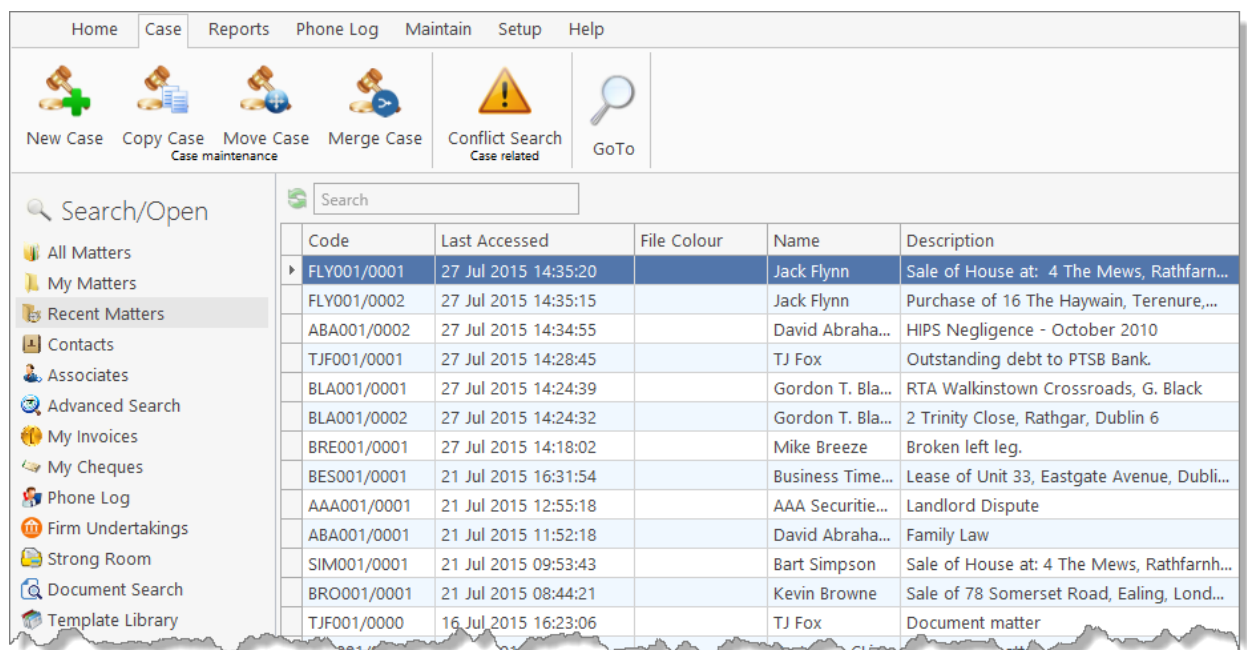 Home Case Reports Phone Log Maintain Setup Help
New Case Copy Case Move Case Merge Case Conflict Search GoTo
Case maintenance Case related
Search/Open
All Matters
My Matters
Recent Matters
Contacts
Associates
Advanced Search
My Invoices
My Cheques
Phone Log
Firm Undertakings
Strong Room
Document Search
Template Library
Search
Code Last Accessed File Colour Name Description
FLY001/0001 27 Jul 2015 14:35:20 Jack Flynn Sale of House at: 4 The Mews, Rathfarn...
FLY001/0002 27 Jul 2015 14:35:15 Jack Flynn Purchase of 16 The Haywain, Terenure,...
ABA001/0002 27 Jul 2015 14:34:55 David Abraha... HIPS Negligence - October 2010
TJF001/0001 27 Jul 2015 14:28:45 TJ Fox Outstanding debt to PTSB Bank.
BLA001/0001 27 Jul 2015 14:24:39 Gordon T. Bla... RTA Walkinstown Crossroads, G. Black
BLA001/0002 27 Jul 2015 14:24:32 Gordon T. Bla... 2 Trinity Close, Rathgar, Dublin 6
BRE001/0001 27 Jul 2015 14:18:02 Mike Breeze Broken left leg.
BES001/0001 21 Jul 2015 16:31:54 Business Time... Lease of Unit 33, Eastgate Avenue, Dubli...
AAA001/0001 21 Jul 2015 12:55:18 AAA Securitie... Landlord Dispute
ABA001/0001 21 Jul 2015 11:52:18 David Abraha... Family Law
SIM001/0001 21 Jul 2015 09:53:43 Bart Simpson Sale of House at: 4 The Mews, Rathfarnh...
BRO001/0001 21 Jul 2015 08:44:21 Kevin Browne Sale of 78 Somerset Road, Ealing, Lond...
TJF001/0000 16 Jul 2015 16:23:06 TJ Fox Document matter